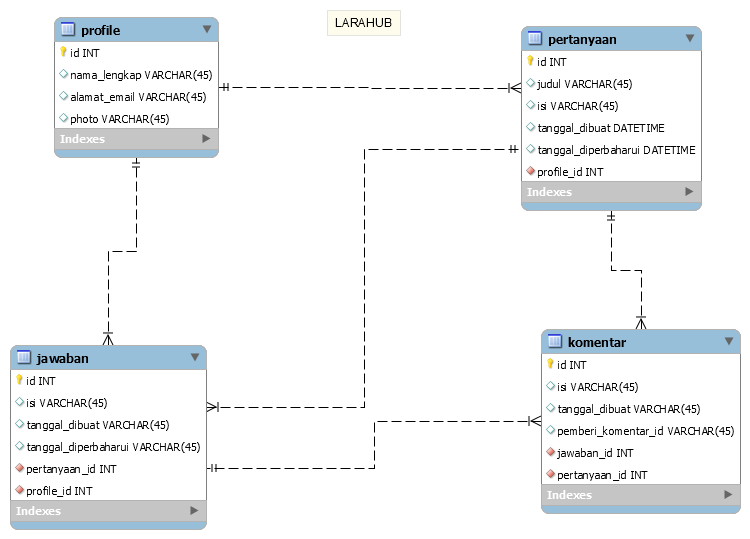 LARAHUB
profile
id INT
nama_lengkap VARCHAR(45)
alamat_email VARCHAR(45)
photo VARCHAR(45)
Indexes
pertanyaan
id INT
judul VARCHAR(45)
isi VARCHAR(45)
tanggal_dibuat DATETIME
tanggal_diperbaharui DATETIME
profile_id INT
Indexes
jawaban
id INT
isi VARCHAR(45)
tanggal_dibuat VARCHAR(45)
tanggal_diperbaharui VARCHAR(45)
pertanyaan_id INT
profile_id INT
Indexes
komentar
id INT
isi VARCHAR(45)
tanggal_dibuat VARCHAR(45)
pemberi_komentar_id VARCHAR(45)
jawaban_id INT
pertanyaan_id INT
Indexes